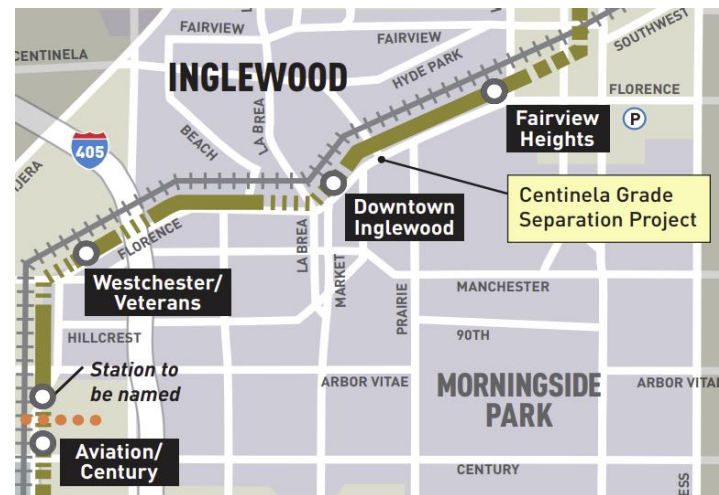 FAIRVIEW
FAIRVIEW
SOUTHWEST
CENTINELA
INGLEWOOD
HYDE PARK
FLORENCE
LA BREA
BEACH
405
Fairview
Heights
P
Centinela Grade
Separation Project
Downtown
Inglewood
FLORENCE
LA BREA
MARKET
PRAIRIE
Westchester/
Veterans
MANCHESTER
HILLCREST
90TH
Station to
be named
ARBOR VITAE
MORNINGSIDE
PARK
ARBOR VITA
Aviation/
Century
CENTURY